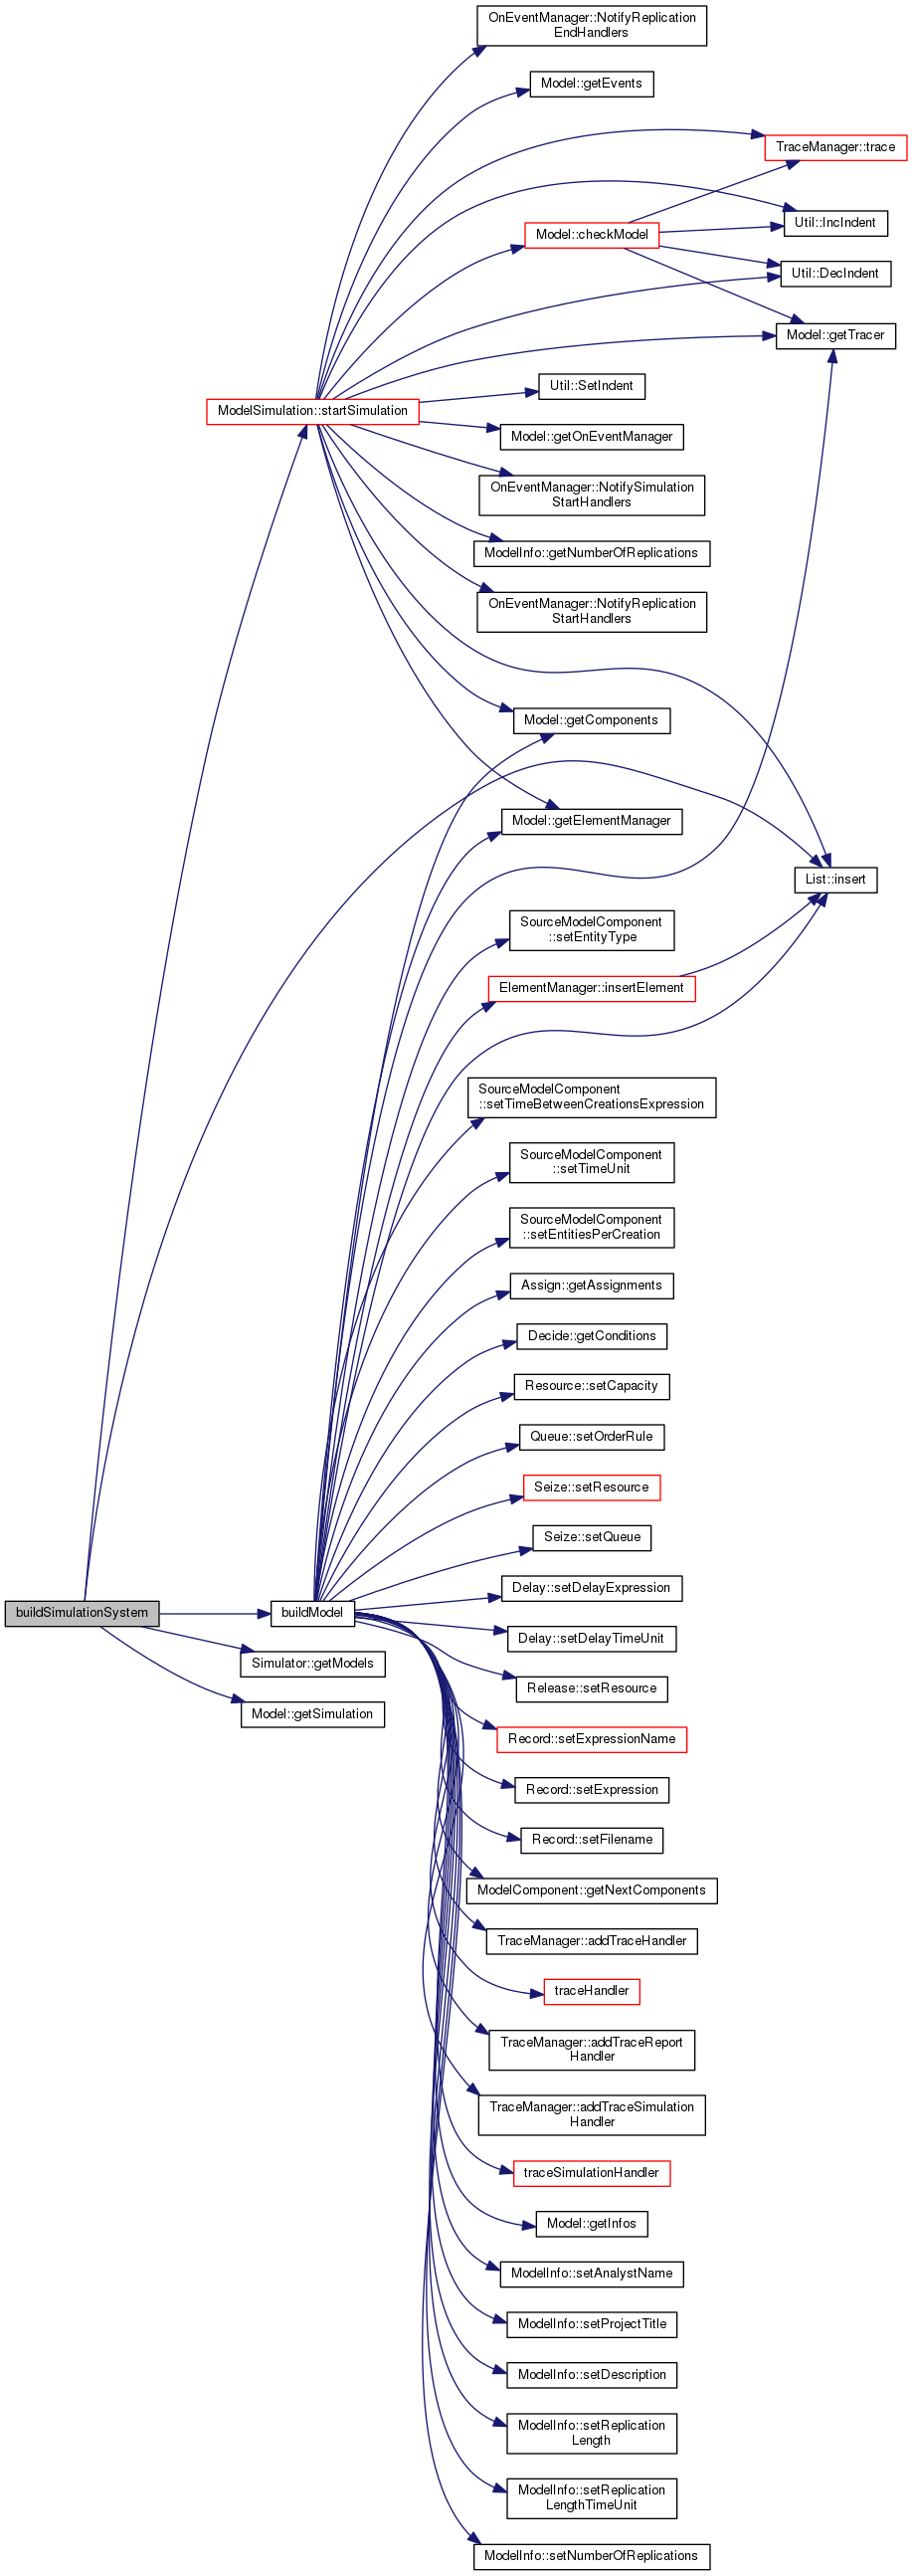 OnEventManager::NotifyReplication
EndHandlers
Model::getEvents
TraceManager::trace
Util::IncIndent
Model::checkModel
Util::DecIndent
Model::getTracer
Util::SetIndent
ModelSimulation::startSimulation
Model::getOnEventManager
OnEventManager::NotifySimulation
StartHandlers
ModelInfo::getNumberOfReplications
OnEventManager::NotifyReplication
StartHandlers
Model::getComponents
Model::getElementManager
List::insert
SourceModelComponent
::setEntityType
ElementManager::insertElement
SourceModelComponent
::setTimeBetweenCreationsExpression
SourceModelComponent
::setTimeUnit
SourceModelComponent
::setEntitiesPerCreation
Assign::getAssignments
Decide::getConditions
Resource::setCapacity
Queue::setOrderRule
Seize::setResource
Seize::setQueue
Delay::setDelayExpression
buildSimulationSystem
buildModel
Delay::setDelayTimeUnit
Simulator::getModels
Release::setResource
Model::getSimulation
Record::setExpressionName
Record::setExpression
Record::setFilename
ModelComponent::getNextComponents
TraceManager::addTraceHandler
traceHandler
TraceManager::addTraceReport
Handler
TraceManager::addTraceSimulation
Handler
traceSimulationHandler
Model::getInfos
ModelInfo::setAnalystName
ModelInfo::setProjectTitle
ModelInfo::setDescription
ModelInfo::setReplication
Length
ModelInfo::setReplication
LengthTimeUnit
ModelInfo::setNumberOfReplications